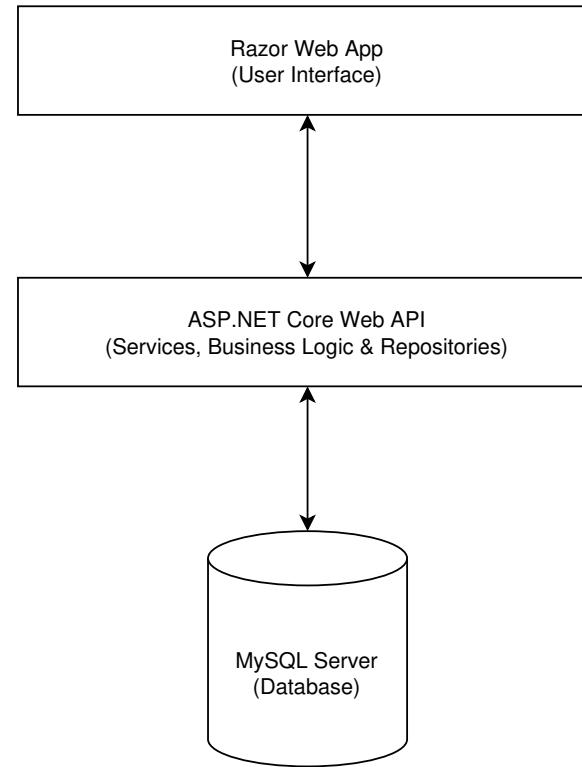 Razor Web App
(User Interface)
ASP.NET Core Web API
(Services, Business Logic & Repositories)
MySQL Server
(Database)